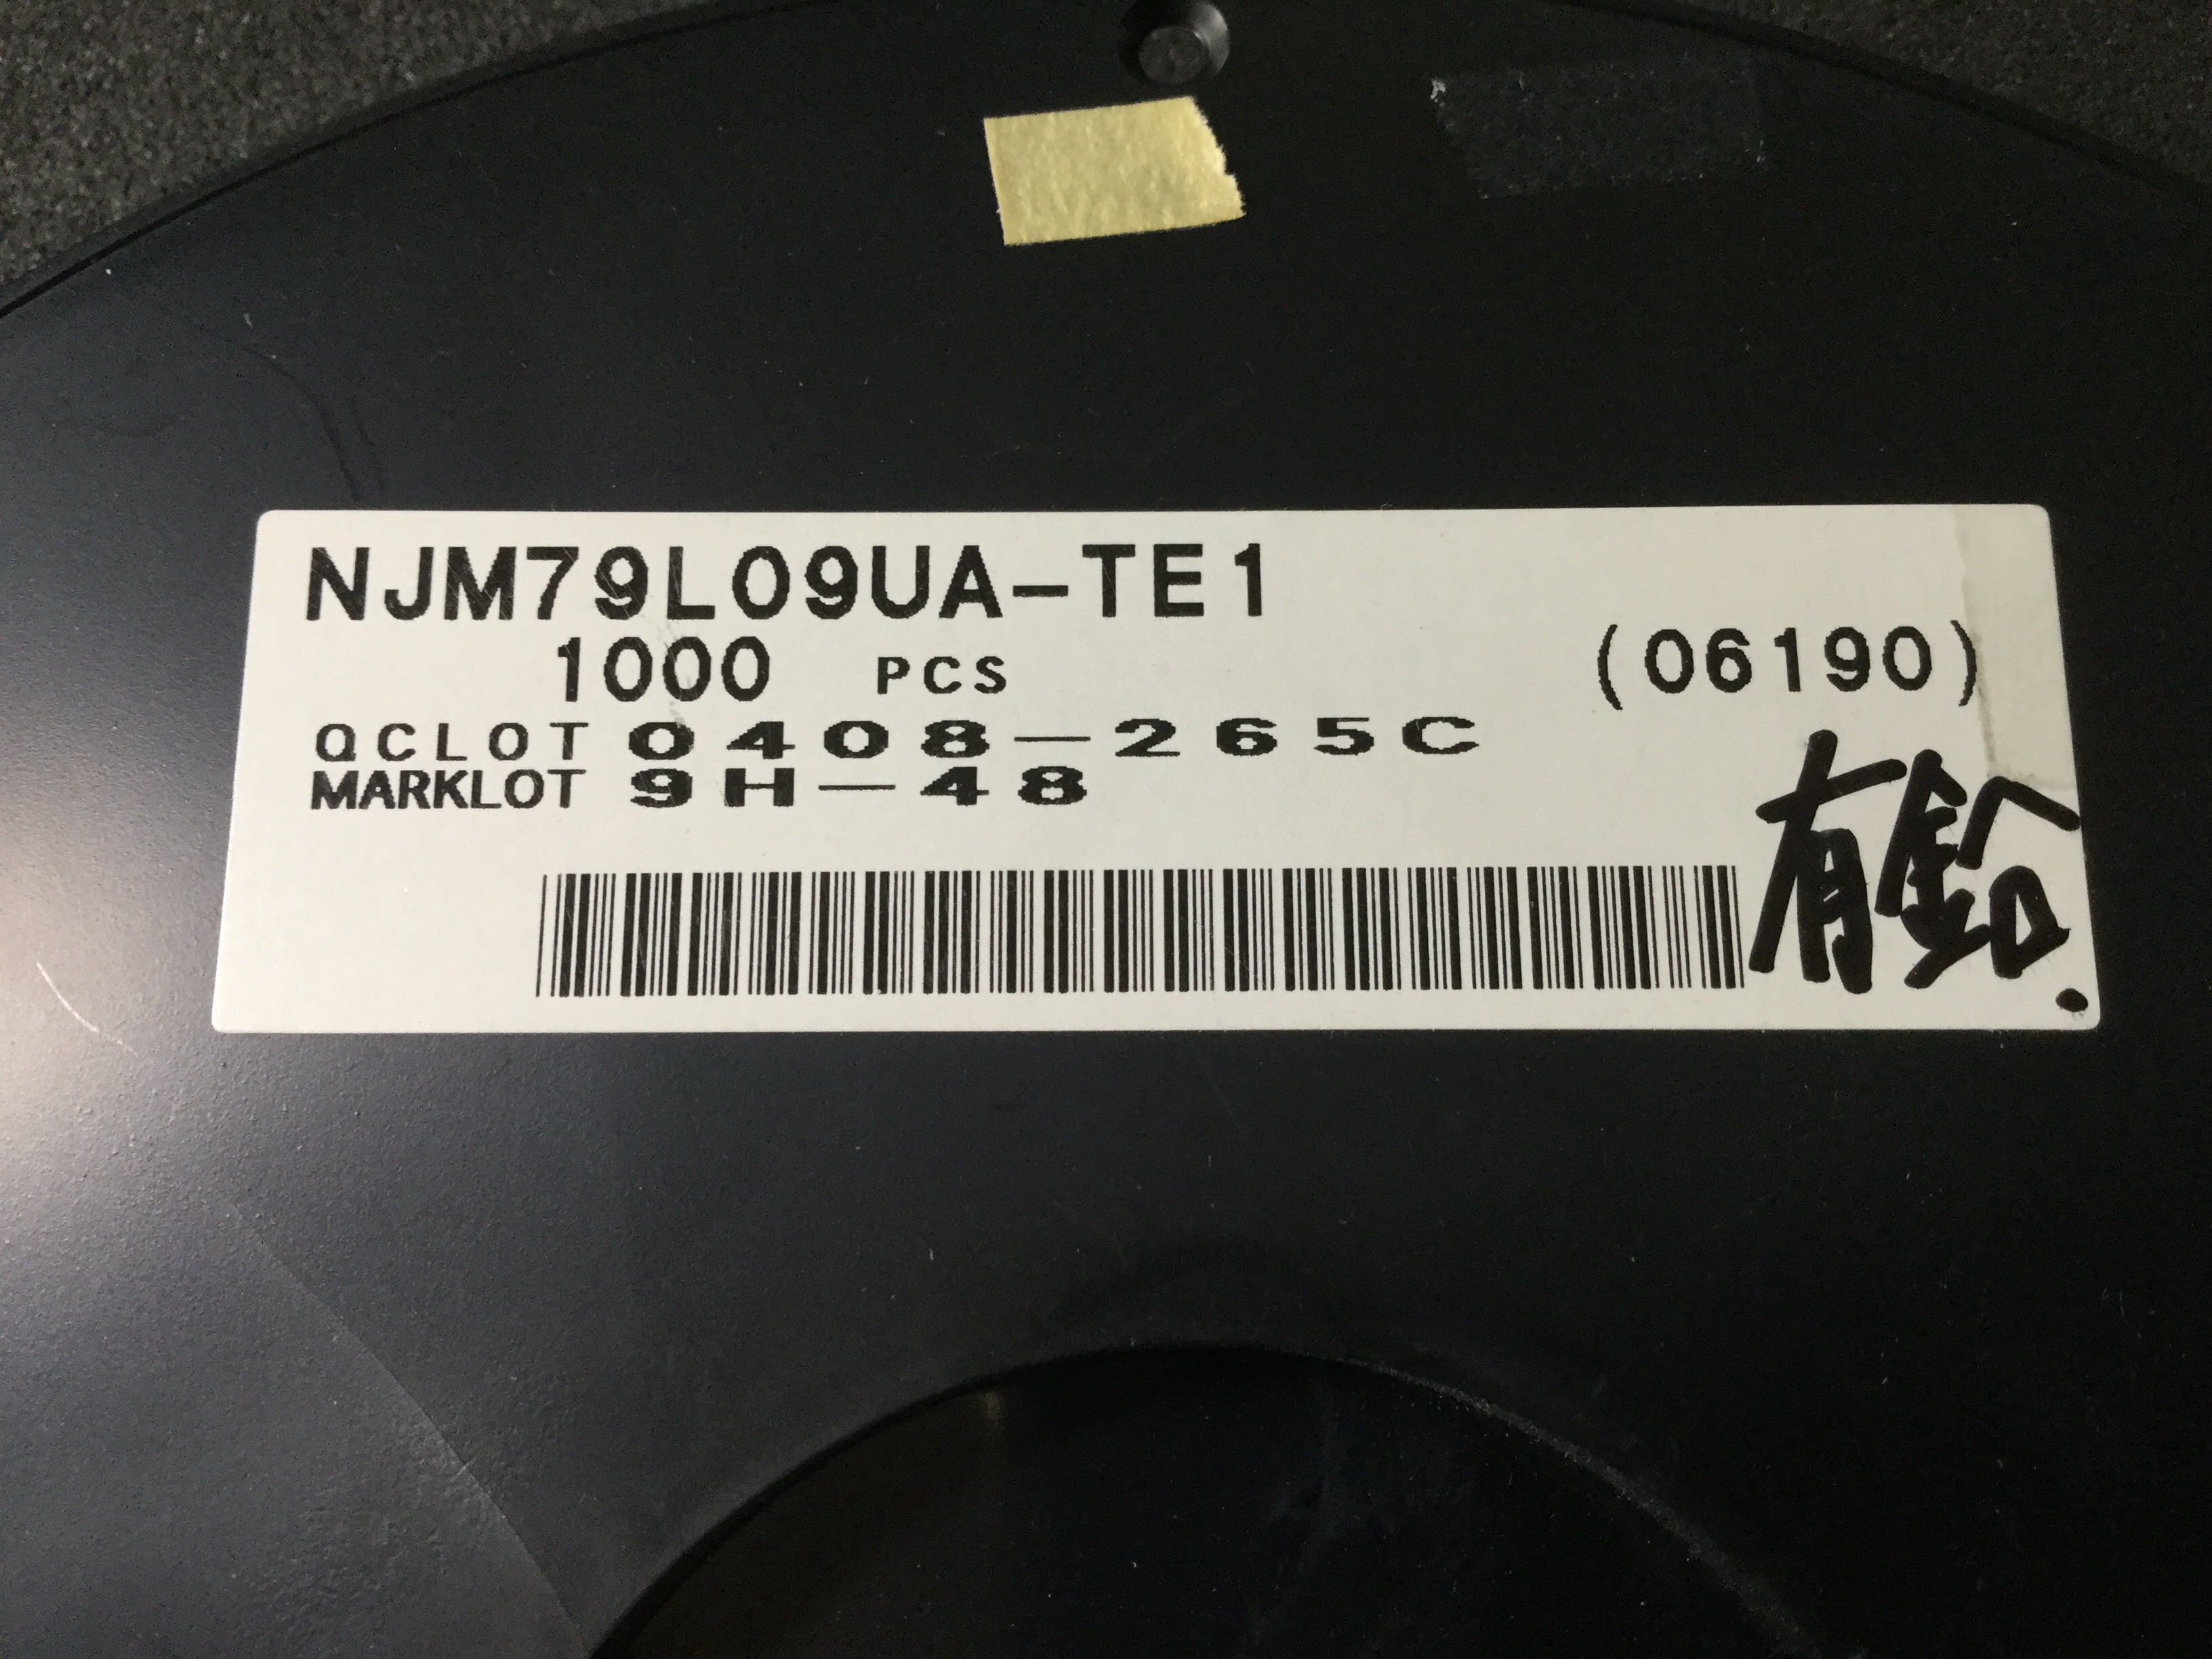 NJM79L09UA-TE1
1000 PCS (06190)
QCLOT 0408-265C
MARKLOT 9H-48
有鉛